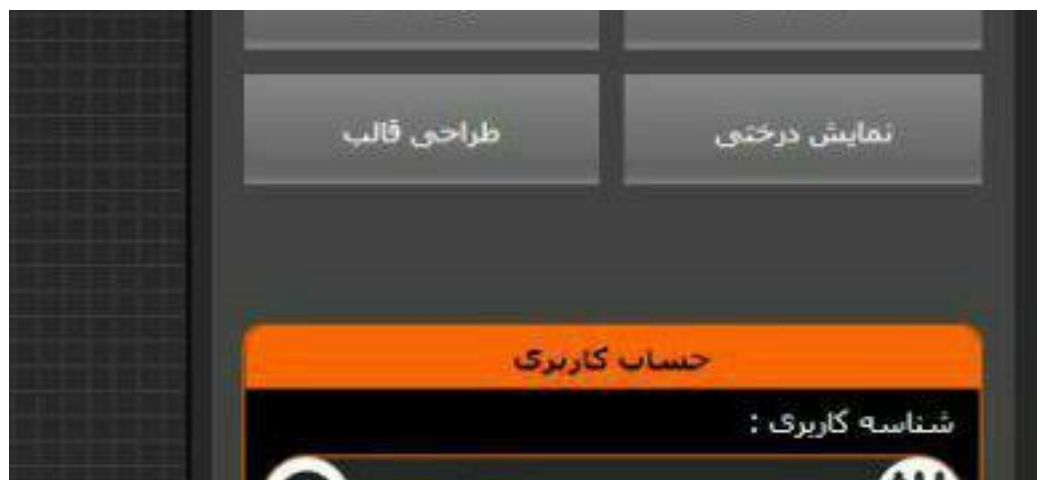 نمایش درختی
طراحی قالب
حساب کاربری
شناسه کاربری :